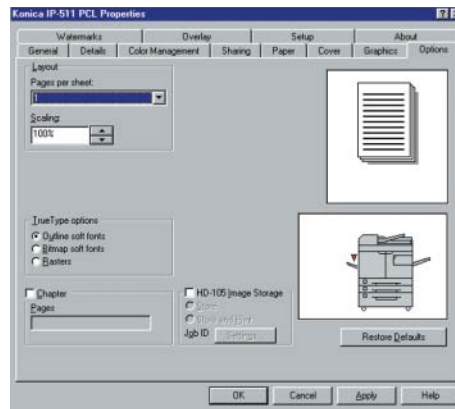 Konica IP-511 PCL Properties
Watermarks Overlay Setup About
General Details Color Management Sharing Paper Cover Graphics Options
Layout
Pages per sheet:
1
Scaling:
100%
TrueType options
Outline soft fonts
Bitmap soft fonts
Rasters
Chapter
Pages
HD-105 Image Storage
Store
Store and Print
Job ID Settings...
Restore Defaults
OK Cancel Apply Help